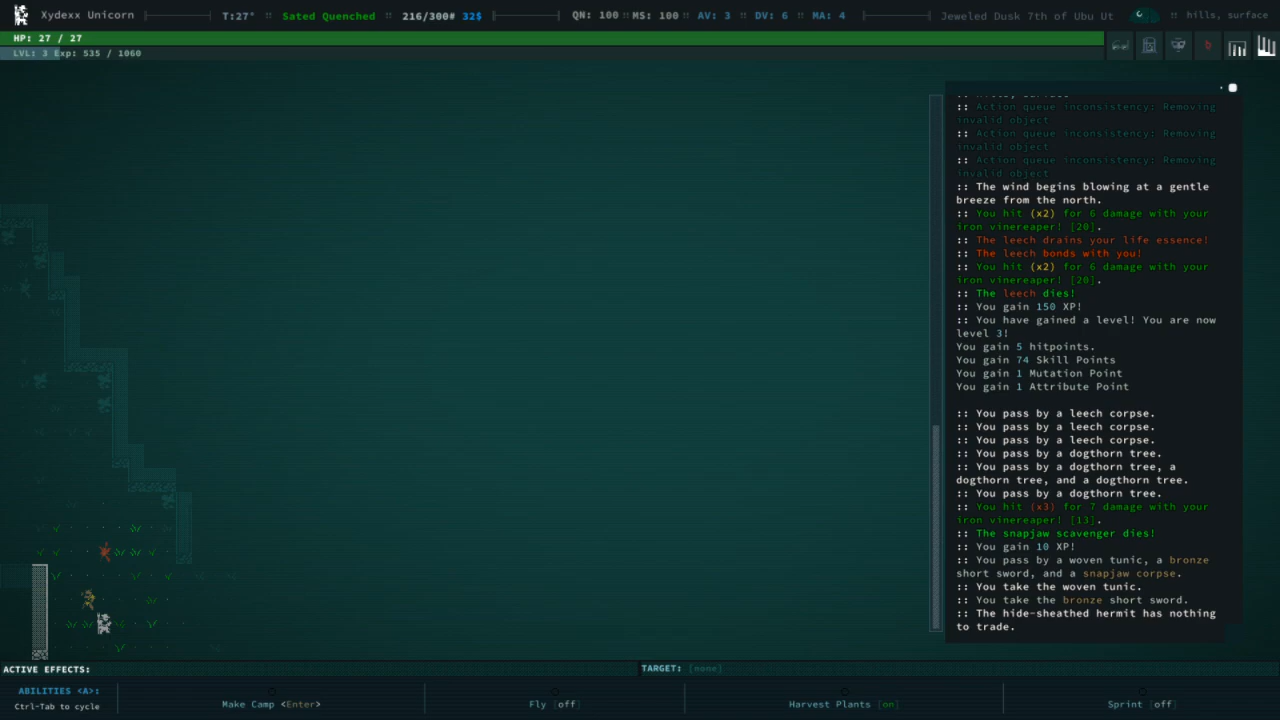 Xydexx Unicorn T:27° Sated Quenched 216/300# 32$ QN: 100 MS: 100 AV: 3 DV: 6 MA: 4 Jeweled Dusk 7th of Ubu Ut hills, surface
HP: 27 / 27
LVL: 3 Exp: 535 / 1060
:: Action queue inconsistency: Removing
invalid object
:: Action queue inconsistency: Removing
invalid object
:: Action queue inconsistency: Removing
invalid object
:: The wind begins blowing at a gentle
breeze from the north.
:: You hit (x2) for 6 damage with your
iron vinereaper! [20].
:: The leech drains your life essence!
:: The leech bonds with you!
:: You hit (x2) for 6 damage with your
iron vinereaper! [20].
:: The leech dies!
:: You gain 150 XP!
:: You have gained a level! You are now
level 3!
You gain 5 hitpoints.
You gain 74 Skill Points
You gain 1 Mutation Point
You gain 1 Attribute Point
:: You pass by a leech corpse.
:: You pass by a leech corpse.
:: You pass by a leech corpse.
:: You pass by a dogthorn tree.
:: You pass by a dogthorn tree, a
dogthorn tree, and a dogthorn tree.
:: You pass by a dogthorn tree.
:: You hit (x3) for 7 damage with your
iron vinereaper! [13].
:: The snapjaw scavenger dies!
:: You gain 10 XP!
:: You pass by a woven tunic, a bronze
short sword, and a snapjaw corpse.
:: You take the woven tunic.
:: You take the bronze short sword.
:: The hide-sheathed hermit has nothing
to trade.
ACTIVE EFFECTS: TARGET: [none]
ABILITIES <A>:
Ctrl-Tab to cycle
Make Camp <Enter> Fly [off] Harvest Plants [on] Sprint [off]